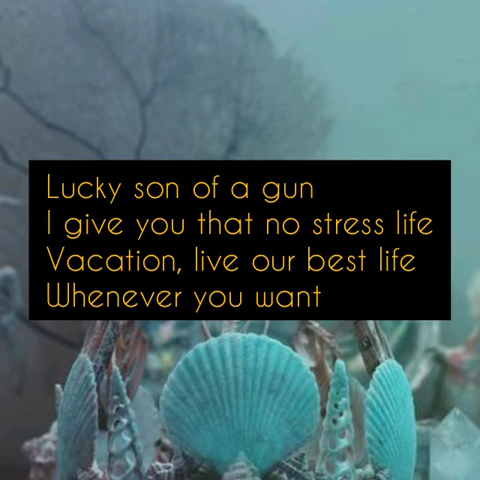 Lucky son of a gun
I give you that no stress life
Vacation, live our best life
Whenever you want